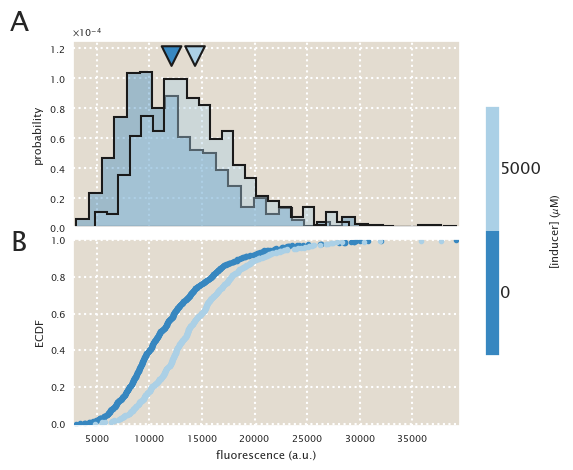 A
×10⁻⁴
1.2
1.0
0.8
0.6
0.4
0.2
0.0
probability
B
1.0
0.8
0.6
0.4
0.2
0.0
ECDF
5000 10000 15000 20000 25000 30000 35000
fluorescence (a.u.)
5000
0
[inducer] (μM)